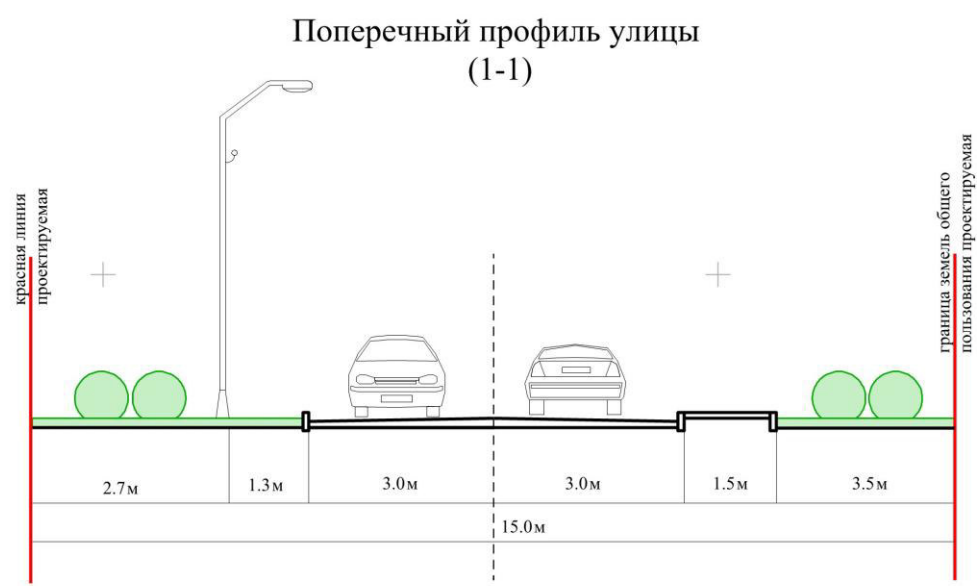 Поперечный профиль улицы
(1-1)
красная линия
проектируемая
граница земель общего
пользования проектируемая
2.7м
1.3м
3.0м
3.0м
1.5м
3.5м
15.0м